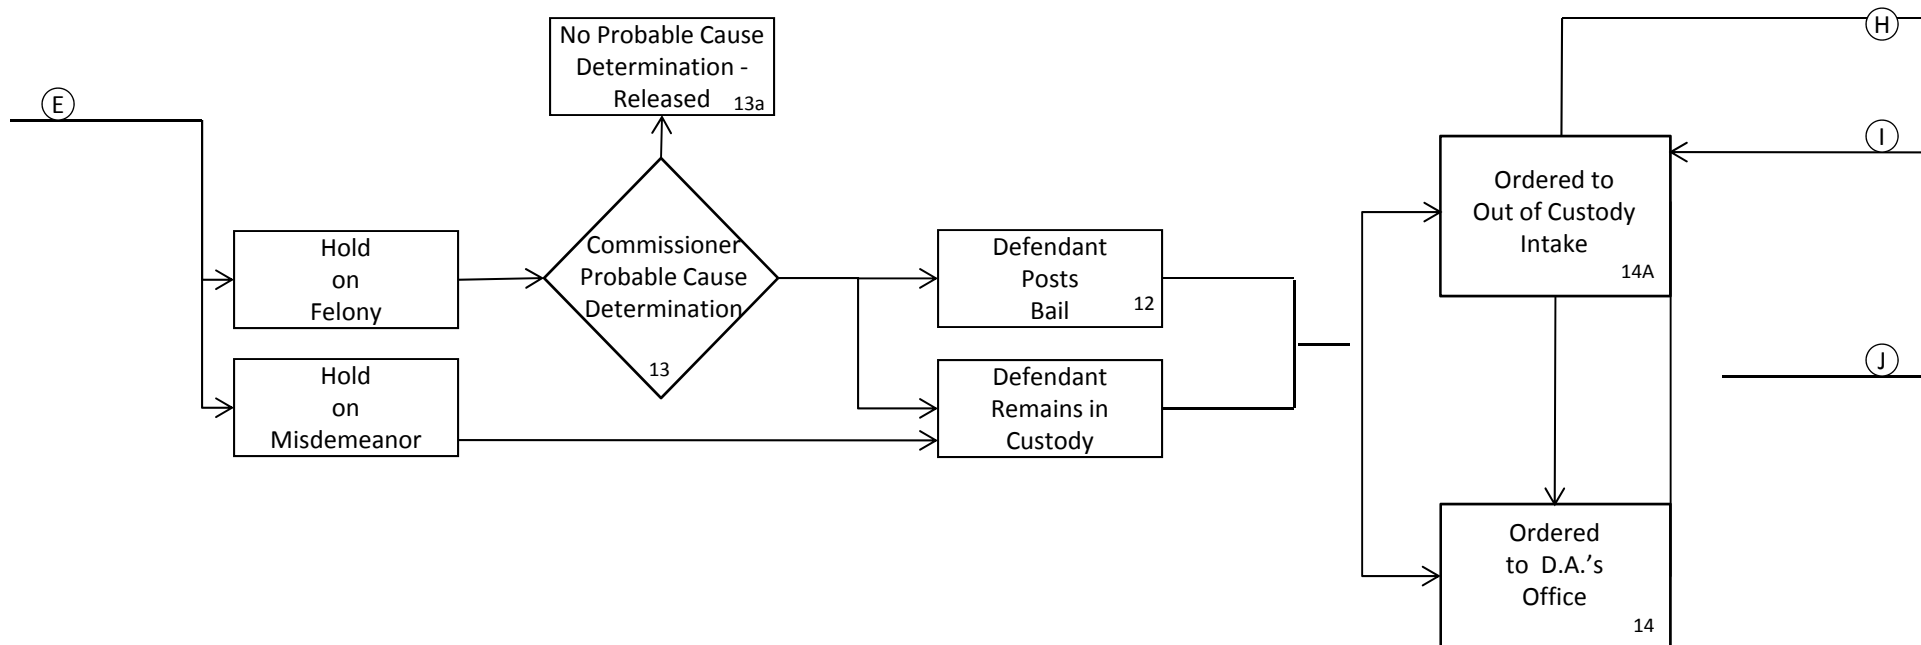 E
No Probable Cause
Determination -
Released 13a
H
I
Hold
on
Felony
Commissioner
Probable Cause
Determination
13
Defendant
Posts
Bail 12
Ordered to
Out of Custody
Intake
14A
Hold
on
Misdemeanor
Defendant
Remains in
Custody
J
Ordered
to D.A.’s
Office
14